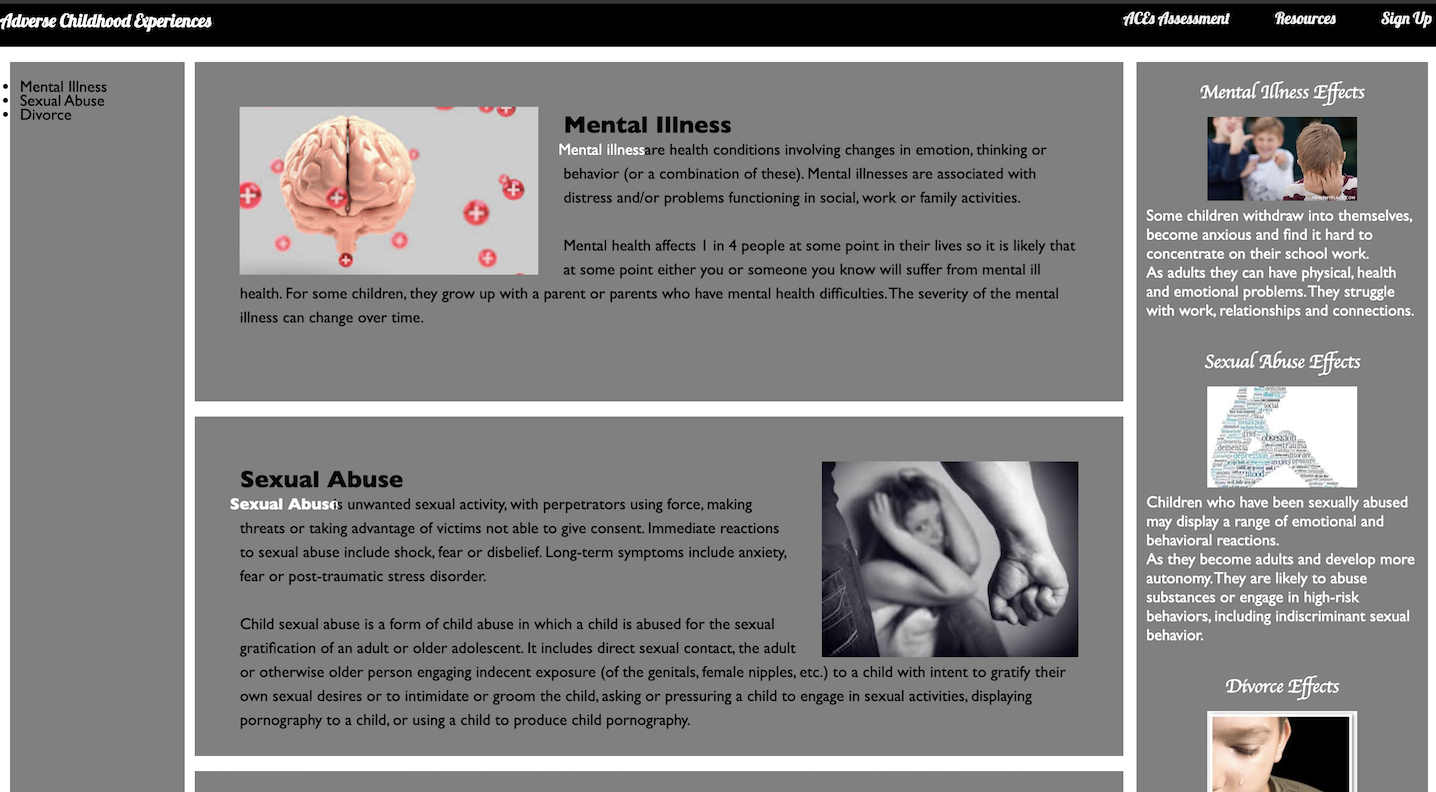 Adverse Childhood Experiences
ACEs Assessment
Resources
Sign Up
Mental Illness
Sexual Abuse
Divorce
Mental Illness
Mental illnessare health conditions involving changes in emotion, thinking or
behavior (or a combination of these). Mental illnesses are associated with
distress and/or problems functioning in social, work or family activities.
Mental health affects 1 in 4 people at some point in their lives so it is likely that
at some point either you or someone you know will suffer from mental ill
health. For some children, they grow up with a parent or parents who have mental health difficulties. The severity of the mental
illness can change over time.
Sexual Abuse
Sexual Abuse is unwanted sexual activity, with perpetrators using force, making
threats or taking advantage of victims not able to give consent. Immediate reactions
to sexual abuse include shock, fear or disbelief. Long-term symptoms include anxiety,
fear or post-traumatic stress disorder.
Child sexual abuse is a form of child abuse in which a child is abused for the sexual
gratification of an adult or older adolescent. It includes direct sexual contact, the adult
or otherwise older person engaging indecent exposure (of the genitals, female nipples, etc.) to a child with intent to gratify their
own sexual desires or to intimidate or groom the child, asking or pressuring a child to engage in sexual activities, displaying
pornography to a child, or using a child to produce child pornography.
Mental Illness Effects
Some children withdraw into themselves,
become anxious and find it hard to
concentrate on their school work.
As adults they can have physical, health
and emotional problems. They struggle
with work, relationships and connections.
Sexual Abuse Effects
grief
obsession
trauma
dementia
depression
disorder
anxiety
mood
Children who have been sexually abused
may display a range of emotional and
behavioral reactions.
As they become adults and develop more
autonomy. They are likely to abuse
substances or engage in high-risk
behaviors, including indiscriminant sexual
behavior.
Divorce Effects